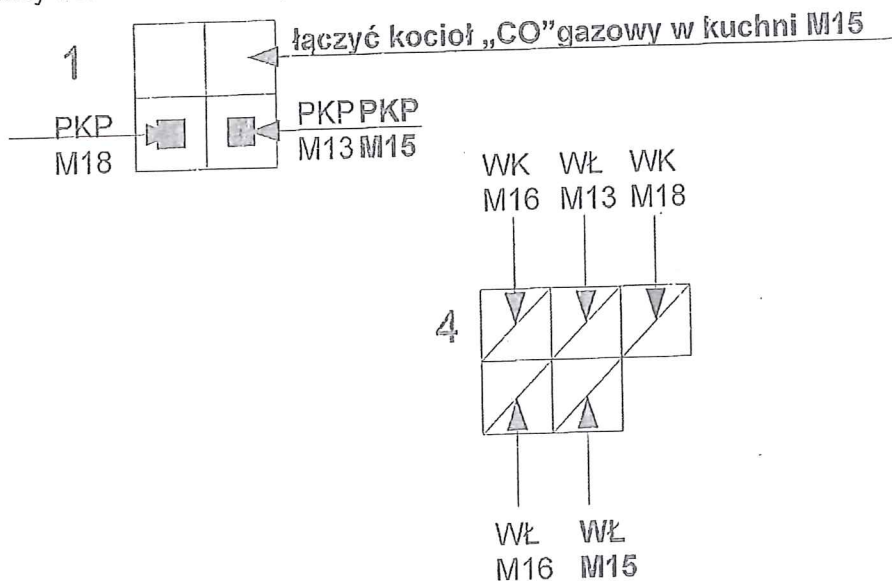 łączyć kocioł „CO”gazowy w kuchni M15
1
PKP PKP PKP
M18 M13 M15
WK WŁ WK
M16 M13 M18
4
WŁ WŁ
M16 M15